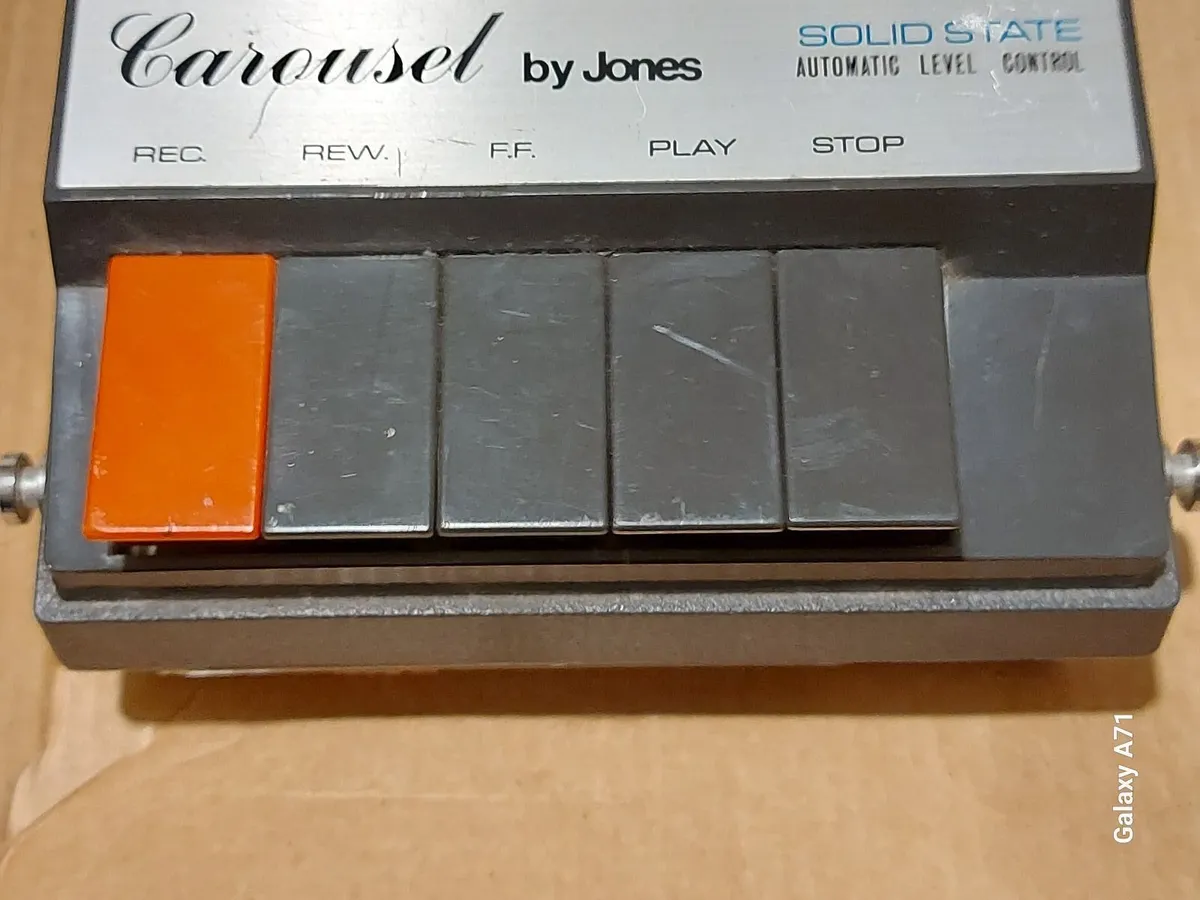 Carousel by Jones
SOLID STATE
AUTOMATIC LEVEL CONTROL
REC. REW. F.F. PLAY STOP
Galaxy A71